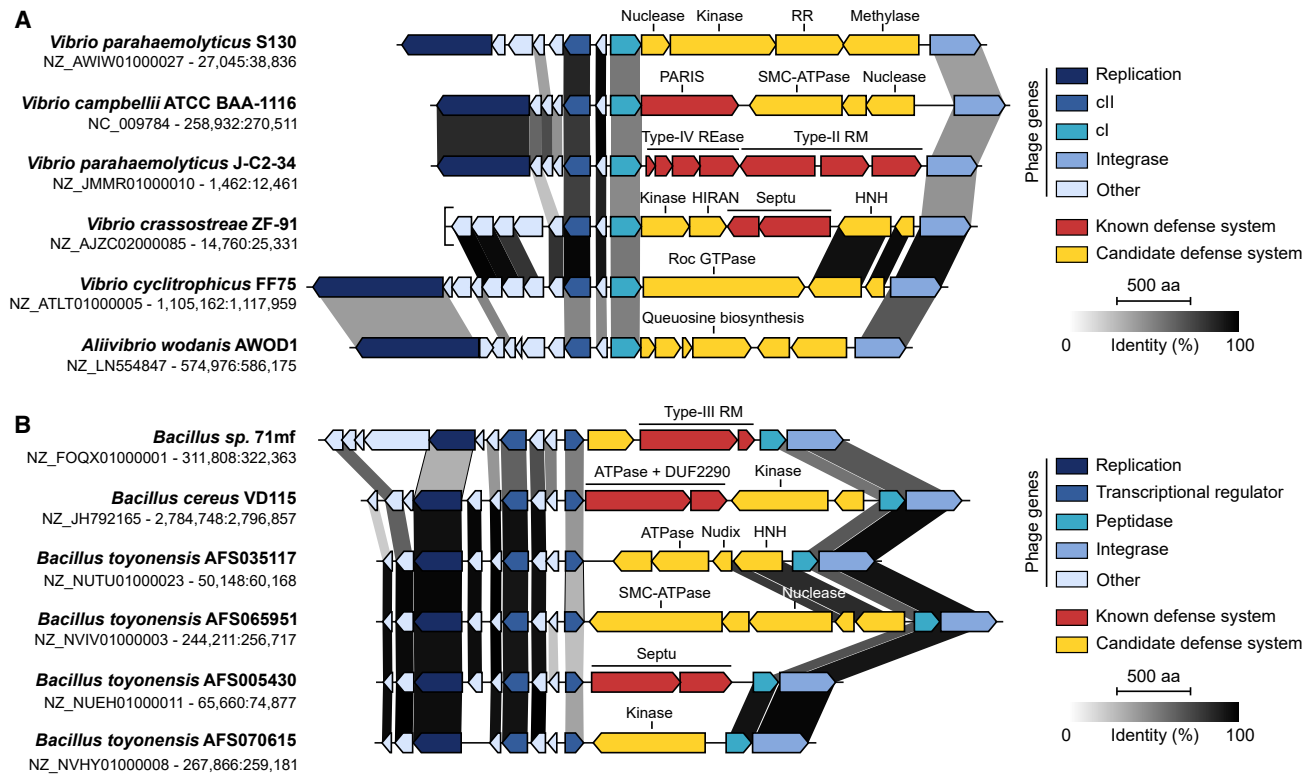 A
Nuclease Kinase RR Methylase
Vibrio parahaemolyticus S130
NZ_AWIW01000027 - 27,045:38,836
PARIS SMC-ATPase Nuclease
Vibrio campbellii ATCC BAA-1116
NC_009784 - 258,932:270,511
Type-IV REase Type-II RM
Vibrio parahaemolyticus J-C2-34
NZ_JMMR01000010 - 1,462:12,461
Kinase HIRAN Septu HNH
Vibrio crassostreae ZF-91
NZ_AJZC02000085 - 14,760:25,331
Roc GTPase
Vibrio cyclitrophicus FF75
NZ_ATLT01000005 - 1,105,162:1,117,959
Queuosine biosynthesis
Aliivibrio wodanis AWOD1
NZ_LN554847 - 574,976:586,175
Phage genes
Replication
cII
cI
Integrase
Other
Known defense system
Candidate defense system
500 aa
0 Identity (%) 100
B
Type-III RM
Bacillus sp. 71mf
NZ_FOQX01000001 - 311,808:322,363
ATPase + DUF2290 Kinase
Bacillus cereus VD115
NZ_JH792165 - 2,784,748:2,796,857
ATPase Nudix HNH
Bacillus toyonensis AFS035117
NZ_NUTU01000023 - 50,148:60,168
SMC-ATPase Nuclease
Bacillus toyonensis AFS065951
NZ_NVIV01000003 - 244,211:256,717
Septu
Bacillus toyonensis AFS005430
NZ_NUEH01000011 - 65,660:74,877
Kinase
Bacillus toyonensis AFS070615
NZ_NVHY01000008 - 267,866:259,181
Phage genes
Replication
Transcriptional regulator
Peptidase
Integrase
Other
Known defense system
Candidate defense system
500 aa
0 Identity (%) 100